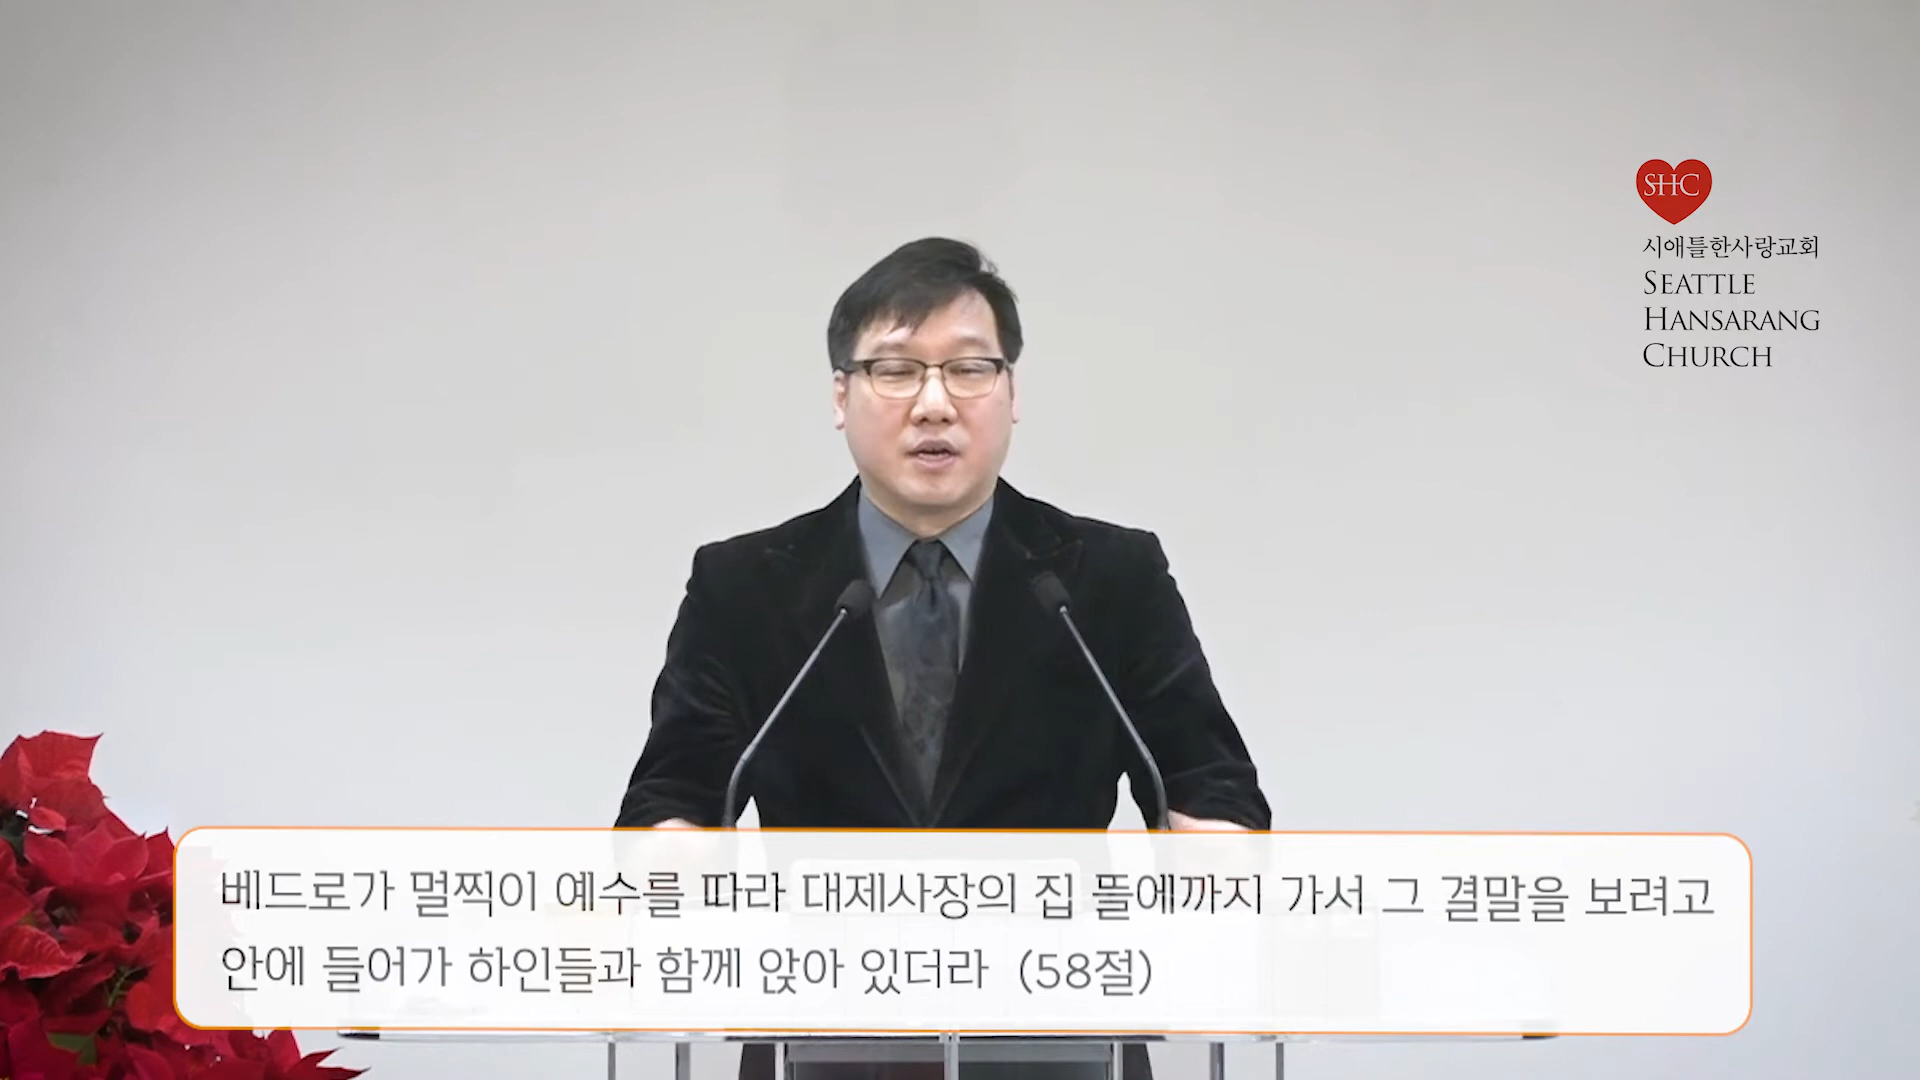 SHC
시애틀한사랑교회
SEATTLE
HANSARANG
CHURCH
베드로가 멀찍이 예수를 따라 대제사장의 집 뜰에까지 가서 그 결말을 보려고
안에 들어가 하인들과 함께 앉아 있더라 (58절)